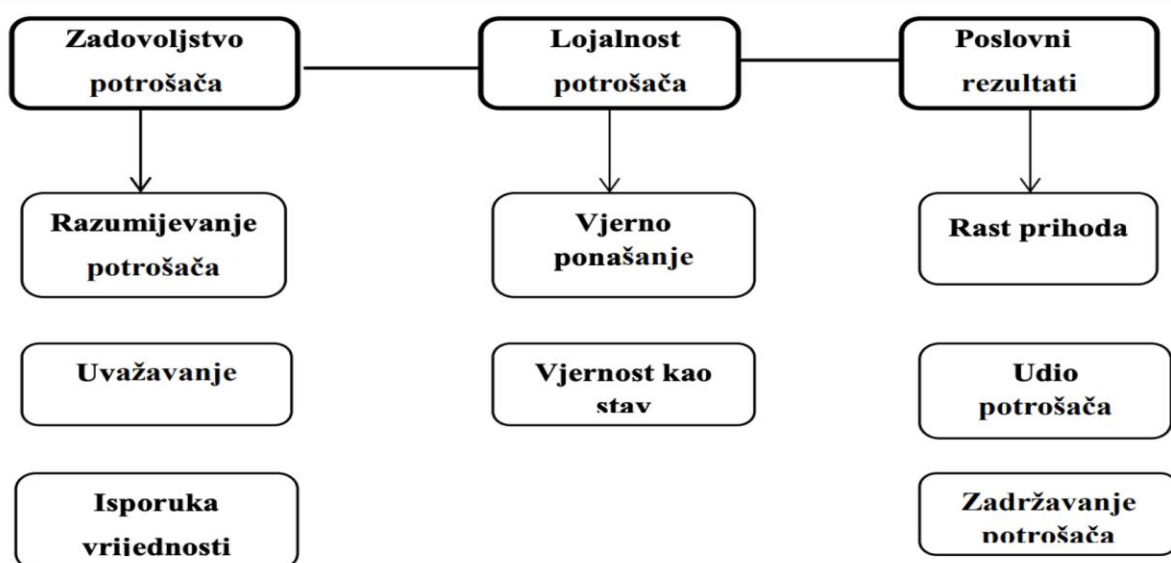 Zadovoljstvo
potrošača
Lojalnost
potrošača
Poslovni
rezultati
Razumijevanje
potrošača
Vjerno
ponašanje
Rast prihoda
Uvažavanje
Vjernost kao
stav
Udio
potrošača
Isporuka
vrijednosti
Zadržavanje
potrošača